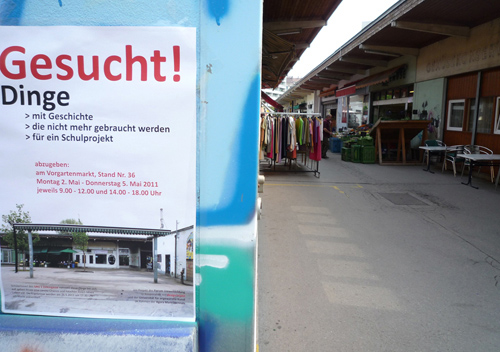 Gesucht!
Dinge
> mit Geschichte
> die nicht mehr gebraucht werden
> für ein Schulprojekt
abzugeben:
am Vorgartenmarkt, Stand Nr. 36
Montag 2. Mai - Donnerstag 5. Mai 2011
jeweils 9.00 - 12.00 und 14.00 - 18.00 Uhr